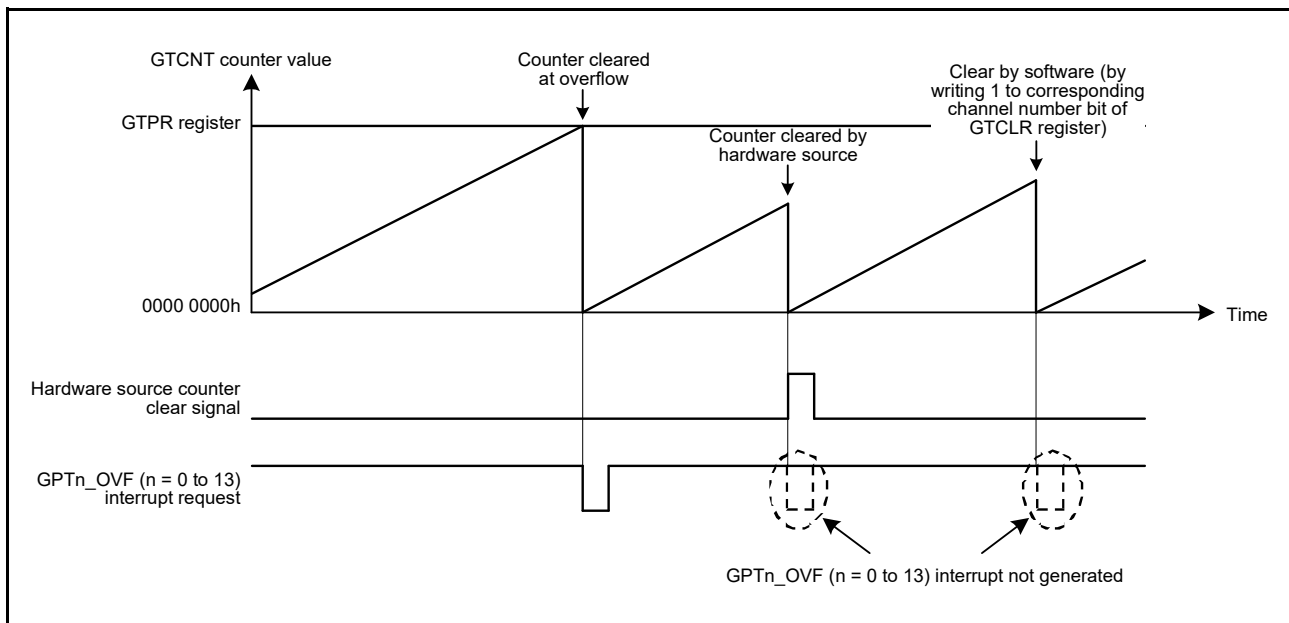 GTCNT counter value
Counter cleared
at overflow
Clear by software (by
writing 1 to corresponding
channel number bit of
GTCLR register)
GTPR register
Counter cleared by
hardware source
0000 0000h
Time
Hardware source counter
clear signal
GPTn_OVF (n = 0 to 13)
interrupt request
GPTn_OVF (n = 0 to 13) interrupt not generated